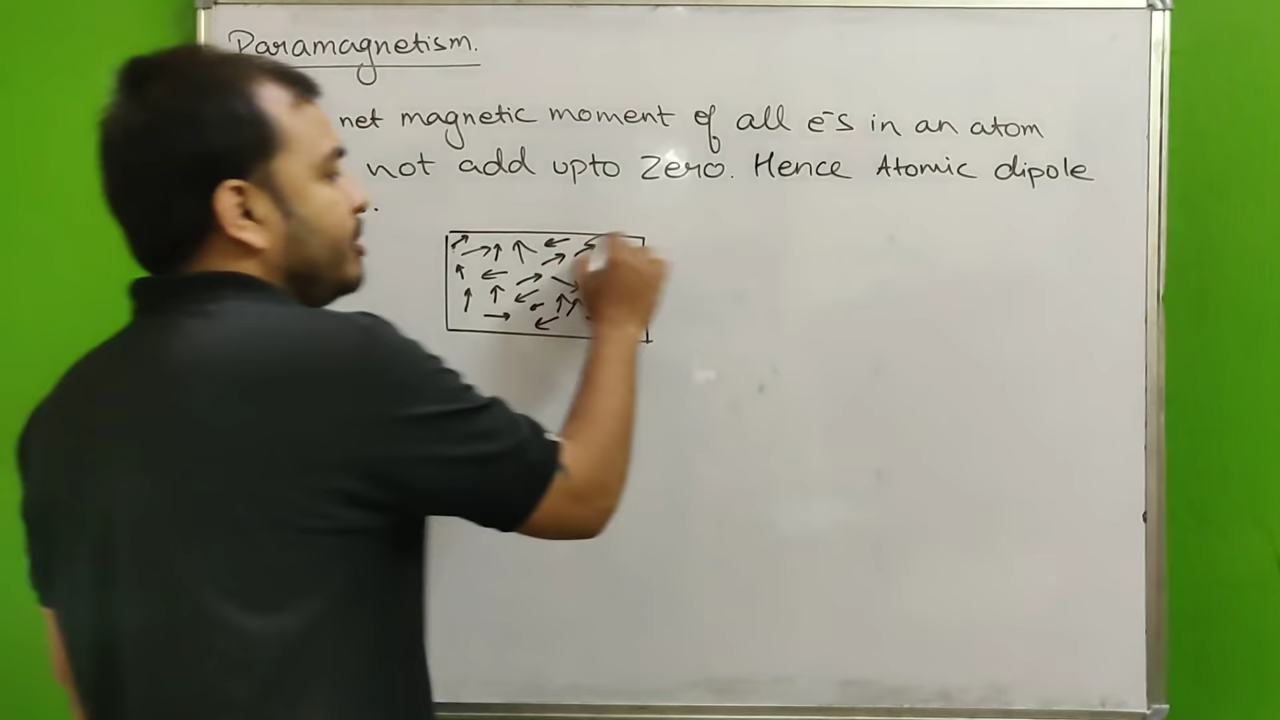 Paramagnetism.
net magnetic moment of all e⁻s in an atom
not add upto Zero. Hence Atomic dipole
.